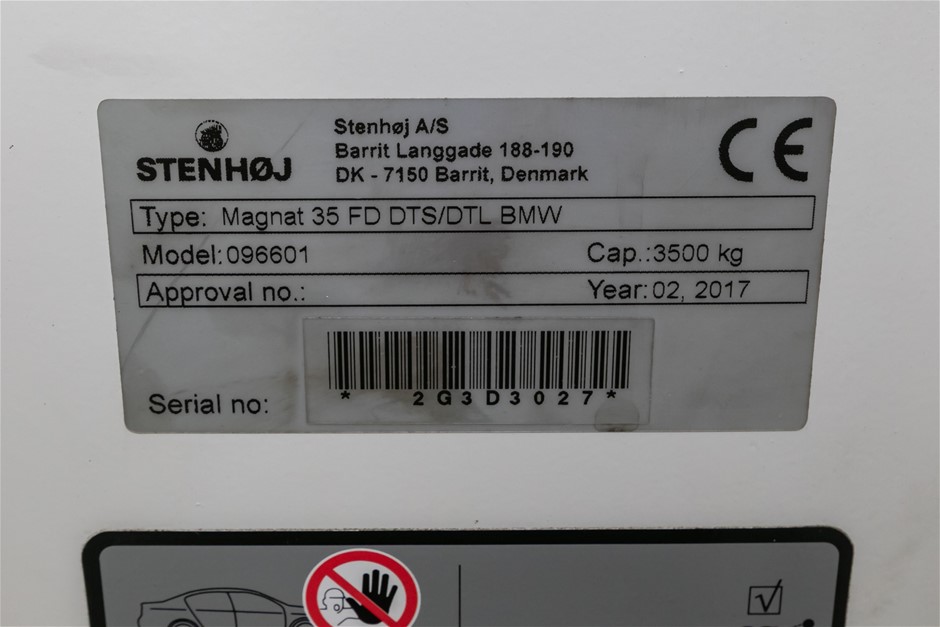 STENHØJ
Stenhøj A/S
Barrit Langgade 188-190
DK - 7150 Barrit, Denmark
CE
Type: Magnat 35 FD DTS/DTL BMW
Model: 096601 Cap.: 3500 kg
Approval no.: Year: 02, 2017
Serial no: * 2G3D3027*